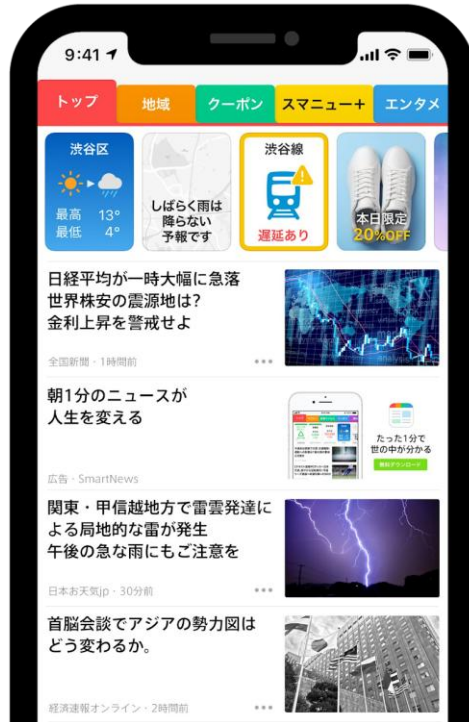 9:41
トップ
地域
クーポン
スマニュー+
エンタメ
渋谷区
最高 13°
最低 4°
しばらく雨は
降らない
予報です
渋谷線
遅延あり
本日限定
20%OFF
日経平均が一時大幅に急落
世界株安の震源地は?
金利上昇を警戒せよ
全国新聞・1時間前
朝1分のニュースが
人生を変える
たった1分で
世の中が分かる
無料ダウンロード
広告・SmartNews
関東・甲信越地方で雷雲発達に
よる局地的な雷が発生
午後の急な雨にもご注意を
日本お天気jp・30分前
首脳会談でアジアの勢力図は
どう変わるか。
経済速報オンライン・2時間前